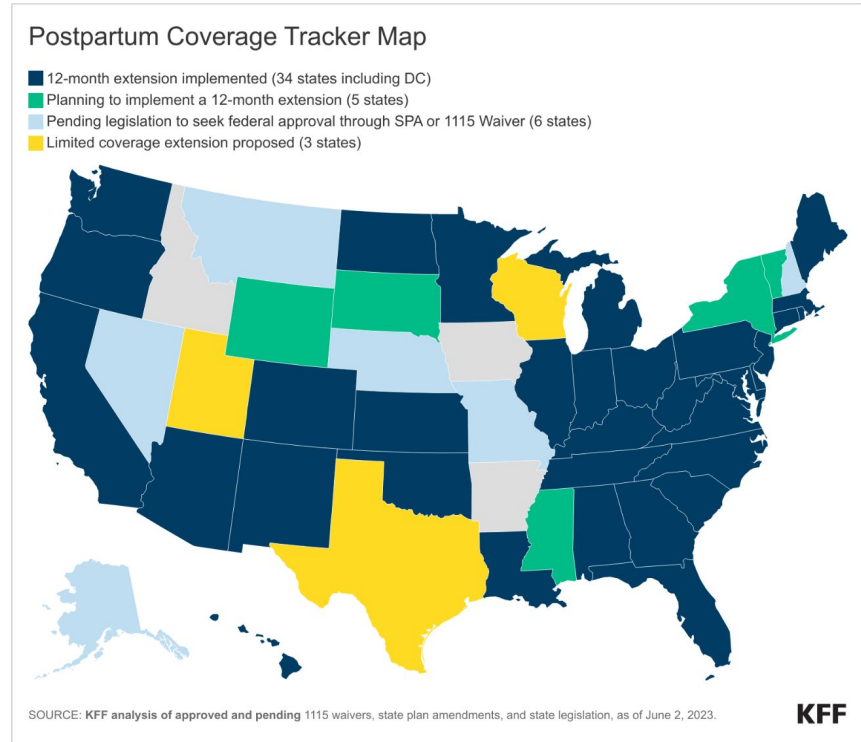 Postpartum Coverage Tracker Map
12-month extension implemented (34 states including DC)
Planning to implement a 12-month extension (5 states)
Pending legislation to seek federal approval through SPA or 1115 Waiver (6 states)
Limited coverage extension proposed (3 states)
SOURCE: KFF analysis of approved and pending 1115 waivers, state plan amendments, and state legislation, as of June 2, 2023.
KFF